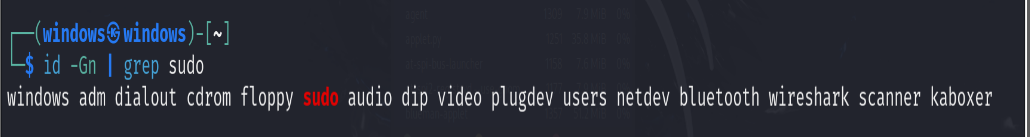 ┌──(windows㉿windows)-[~]
└─$ id -Gn | grep sudo
windows adm dialout cdrom floppy sudo audio dip video plugdev users netdev bluetooth wireshark scanner kaboxer